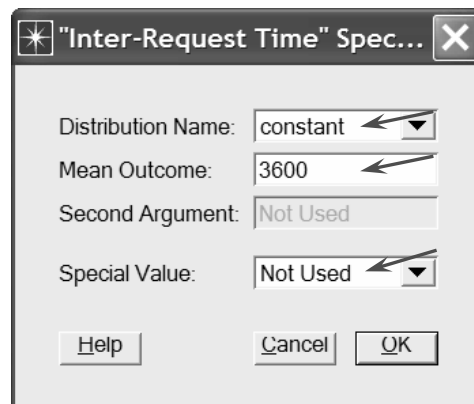 "Inter-Request Time" Spec...
Distribution Name: constant
Mean Outcome: 3600
Second Argument: Not Used
Special Value: Not Used
Help Cancel OK